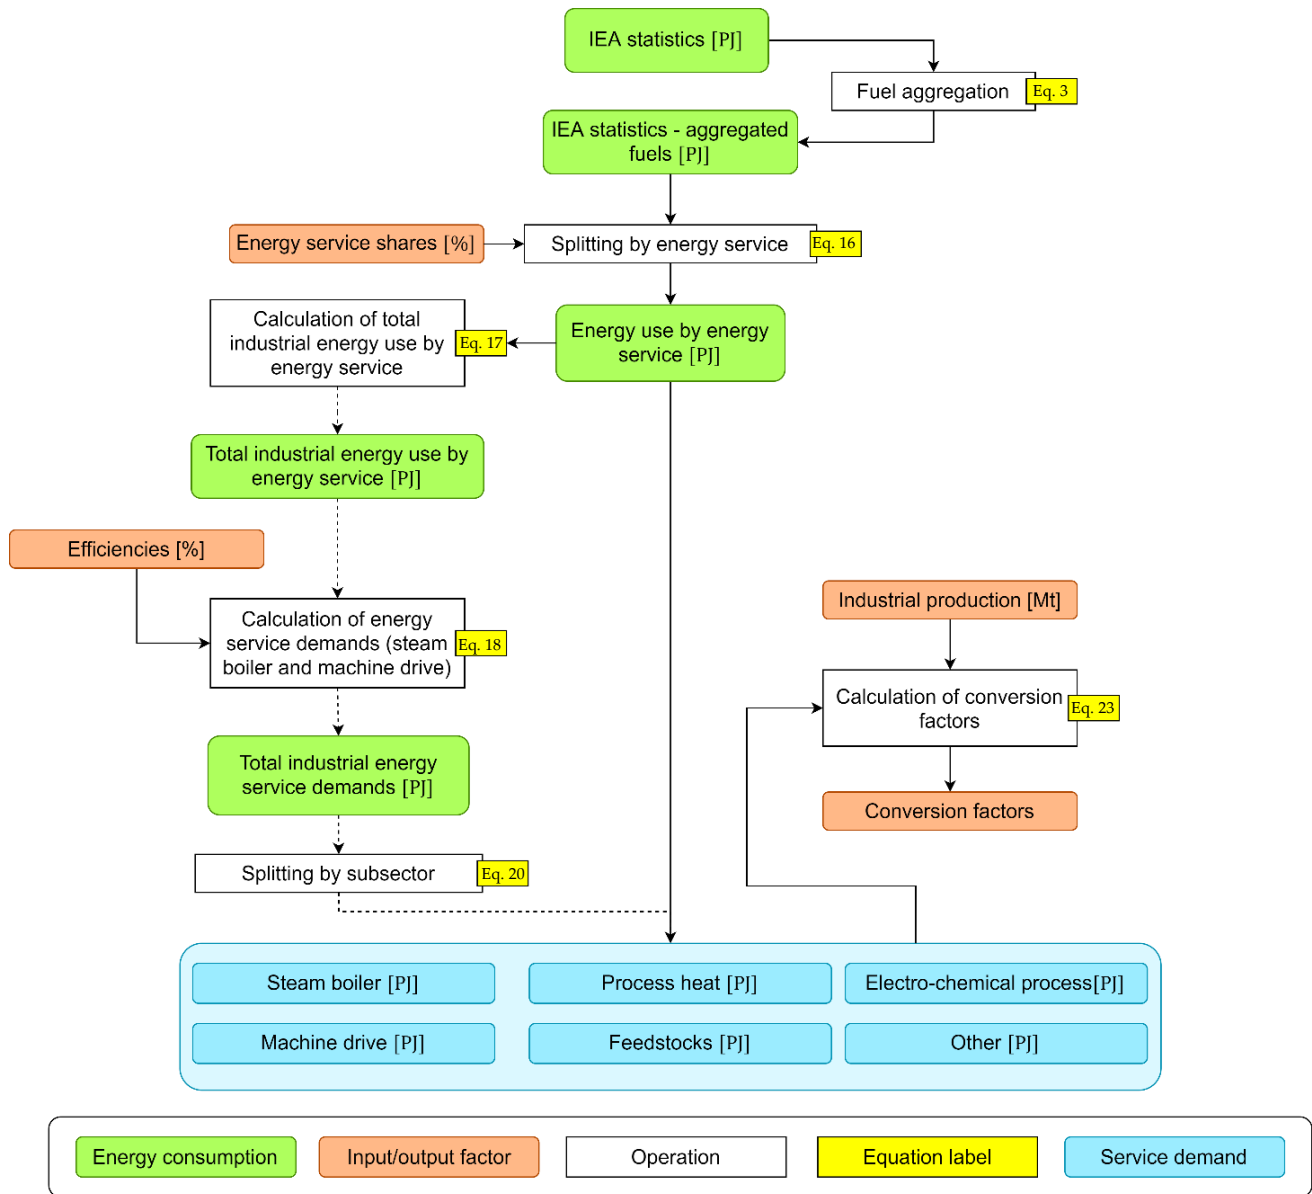 IEA statistics [PJ]
Fuel aggregation
Eq. 3
IEA statistics - aggregated
fuels [PJ]
Energy service shares [%]
Splitting by energy service
Eq. 16
Calculation of total
industrial energy use by
energy service
Eq. 17
Energy use by energy
service [PJ]
Total industrial energy use by
energy service [PJ]
Efficiencies [%]
Calculation of energy
service demands (steam
boiler and machine drive)
Eq. 18
Industrial production [Mt]
Calculation of conversion
factors
Eq. 23
Total industrial energy
service demands [PJ]
Conversion factors
Splitting by subsector
Eq. 20
Steam boiler [PJ]
Process heat [PJ]
Electro-chemical process[PJ]
Machine drive [PJ]
Feedstocks [PJ]
Other [PJ]
Energy consumption
Input/output factor
Operation
Equation label
Service demand